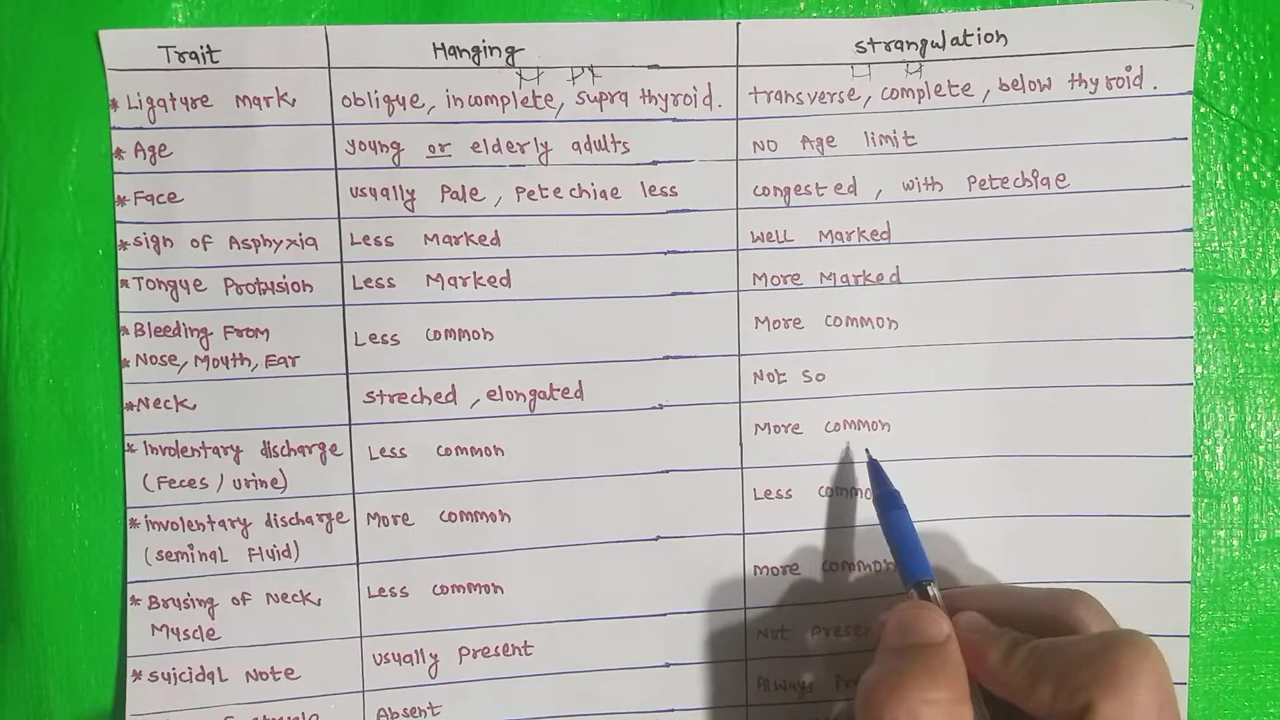 Trait Hanging Strangulation
* Ligature Mark oblique, incomplete, supra thyroid. transverse, complete, below thyroid.
* Age young or elderly adults No Age limit
* Face usually Pale, Petechiae less congested, with Petechiae
* sign of Asphyxia Less Marked well Marked
* Tongue Protusion Less Marked More Marked
* Bleeding From
* Nose, Mouth, Ear Less common More common
* Neck streched, elongated Not so
* involentary discharge
(Feces / urine) Less common More common
* involentary discharge
(seminal Fluid) More common Less
* Brusing of Neck
Muscle Less common more common
* suicidal Note usually present Not
Absent Always